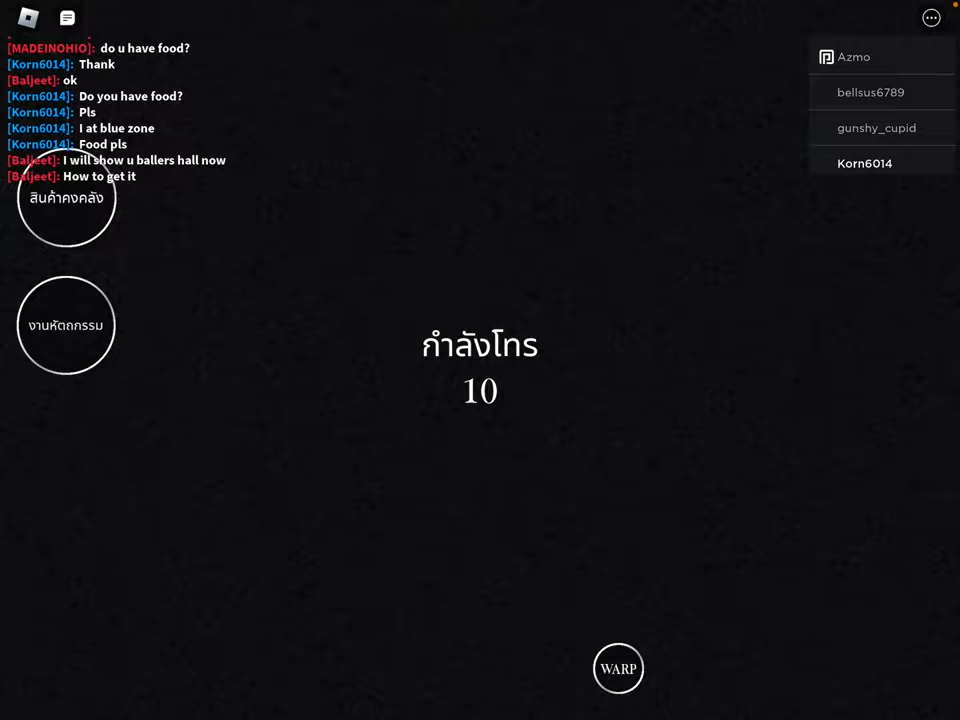 [MADEINOHIO]: do u have food?
[Korn6014]: Thank
[Baljeet]: ok
[Korn6014]: Do you have food?
[Korn6014]: Pls
[Korn6014]: I at blue zone
[Korn6014]: Food pls
[Baljeet]: I will show u ballers hall now
[Baljeet]: How to get it
Azmo
bellsus6789
gunshy_cupid
Korn6014
สินค้าคงคลัง
งานหัตถกรรม
กำลังโทร
10
WARP